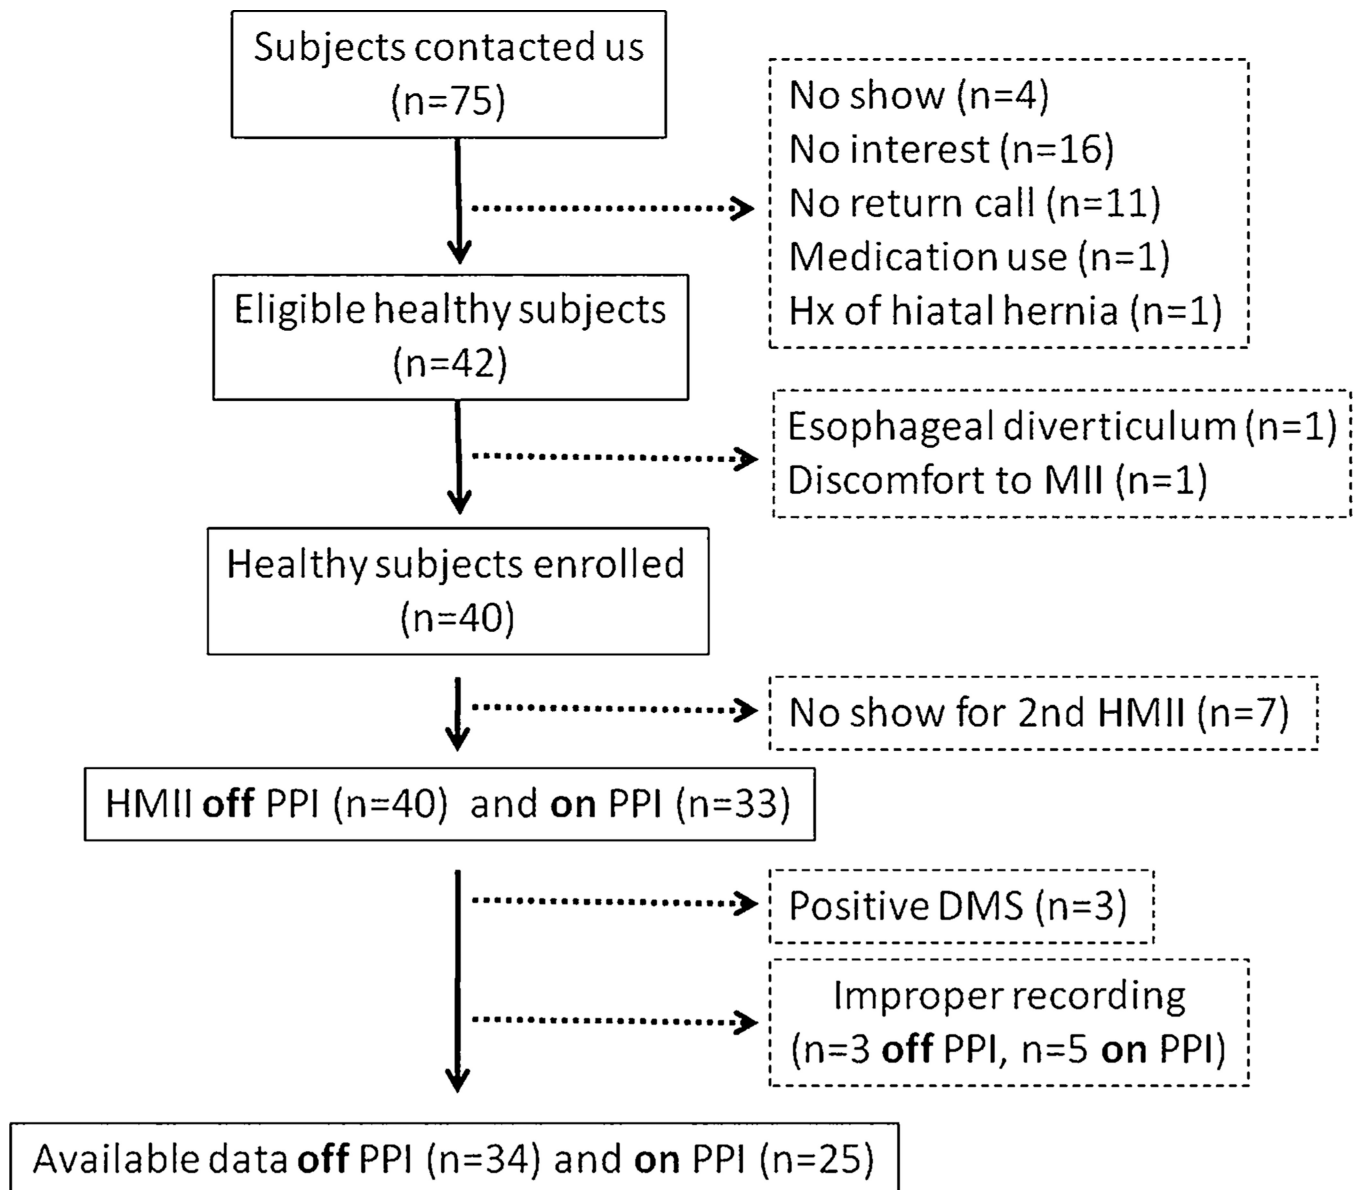 Subjects contacted us
(n=75)
No show (n=4)
No interest (n=16)
No return call (n=11)
Medication use (n=1)
Hx of hiatal hernia (n=1)
Eligible healthy subjects
(n=42)
Esophageal diverticulum (n=1)
Discomfort to MII (n=1)
Healthy subjects enrolled
(n=40)
No show for 2nd HMII (n=7)
HMII off PPI (n=40) and on PPI (n=33)
Positive DMS (n=3)
Improper recording
(n=3 off PPI, n=5 on PPI)
Available data off PPI (n=34) and on PPI (n=25)